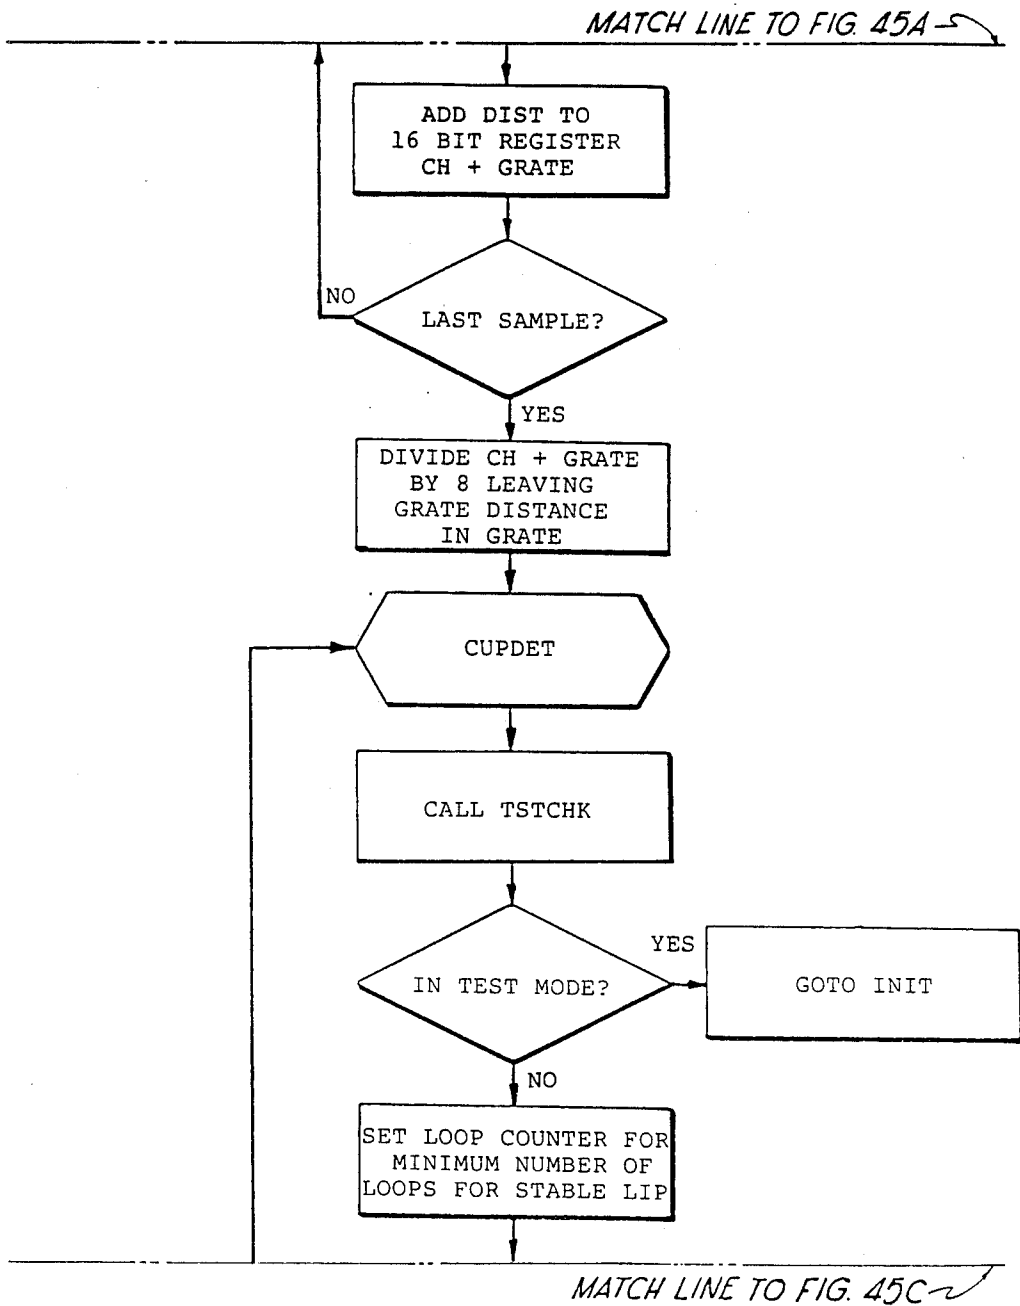 MATCH LINE TO FIG. 45A
ADD DIST TO
16 BIT REGISTER
CH + GRATE
NO
LAST SAMPLE?
YES
DIVIDE CH + GRATE
BY 8 LEAVING
GRATE DISTANCE
IN GRATE
CUPDET
CALL TSTCHK
YES
IN TEST MODE?
GOTO INIT
NO
SET LOOP COUNTER FOR
MINIMUM NUMBER OF
LOOPS FOR STABLE LIP
MATCH LINE TO FIG. 45C